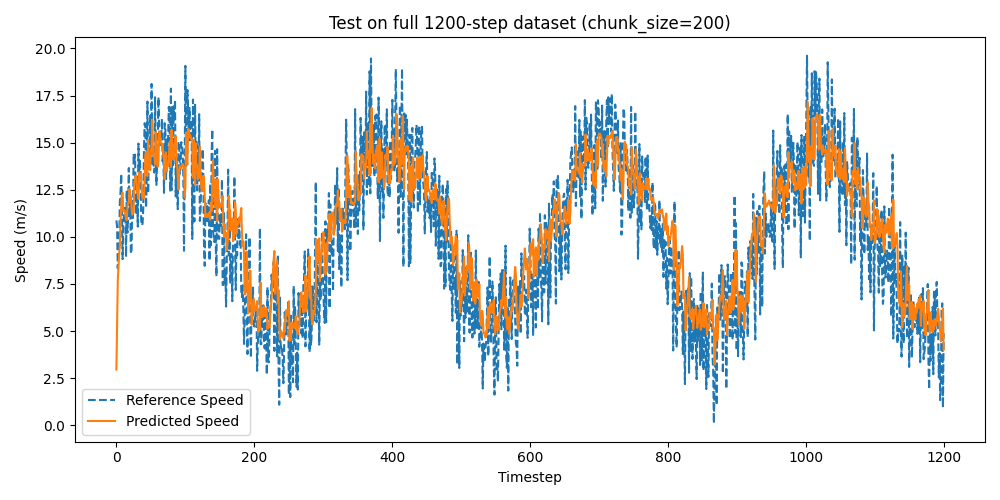 Test on full 1200-step dataset (chunk_size=200)
20.0
17.5
15.0
12.5
10.0
7.5
5.0
2.5
0.0
Speed (m/s)
Reference Speed
Predicted Speed
0 200 400 600 800 1000 1200
Timestep